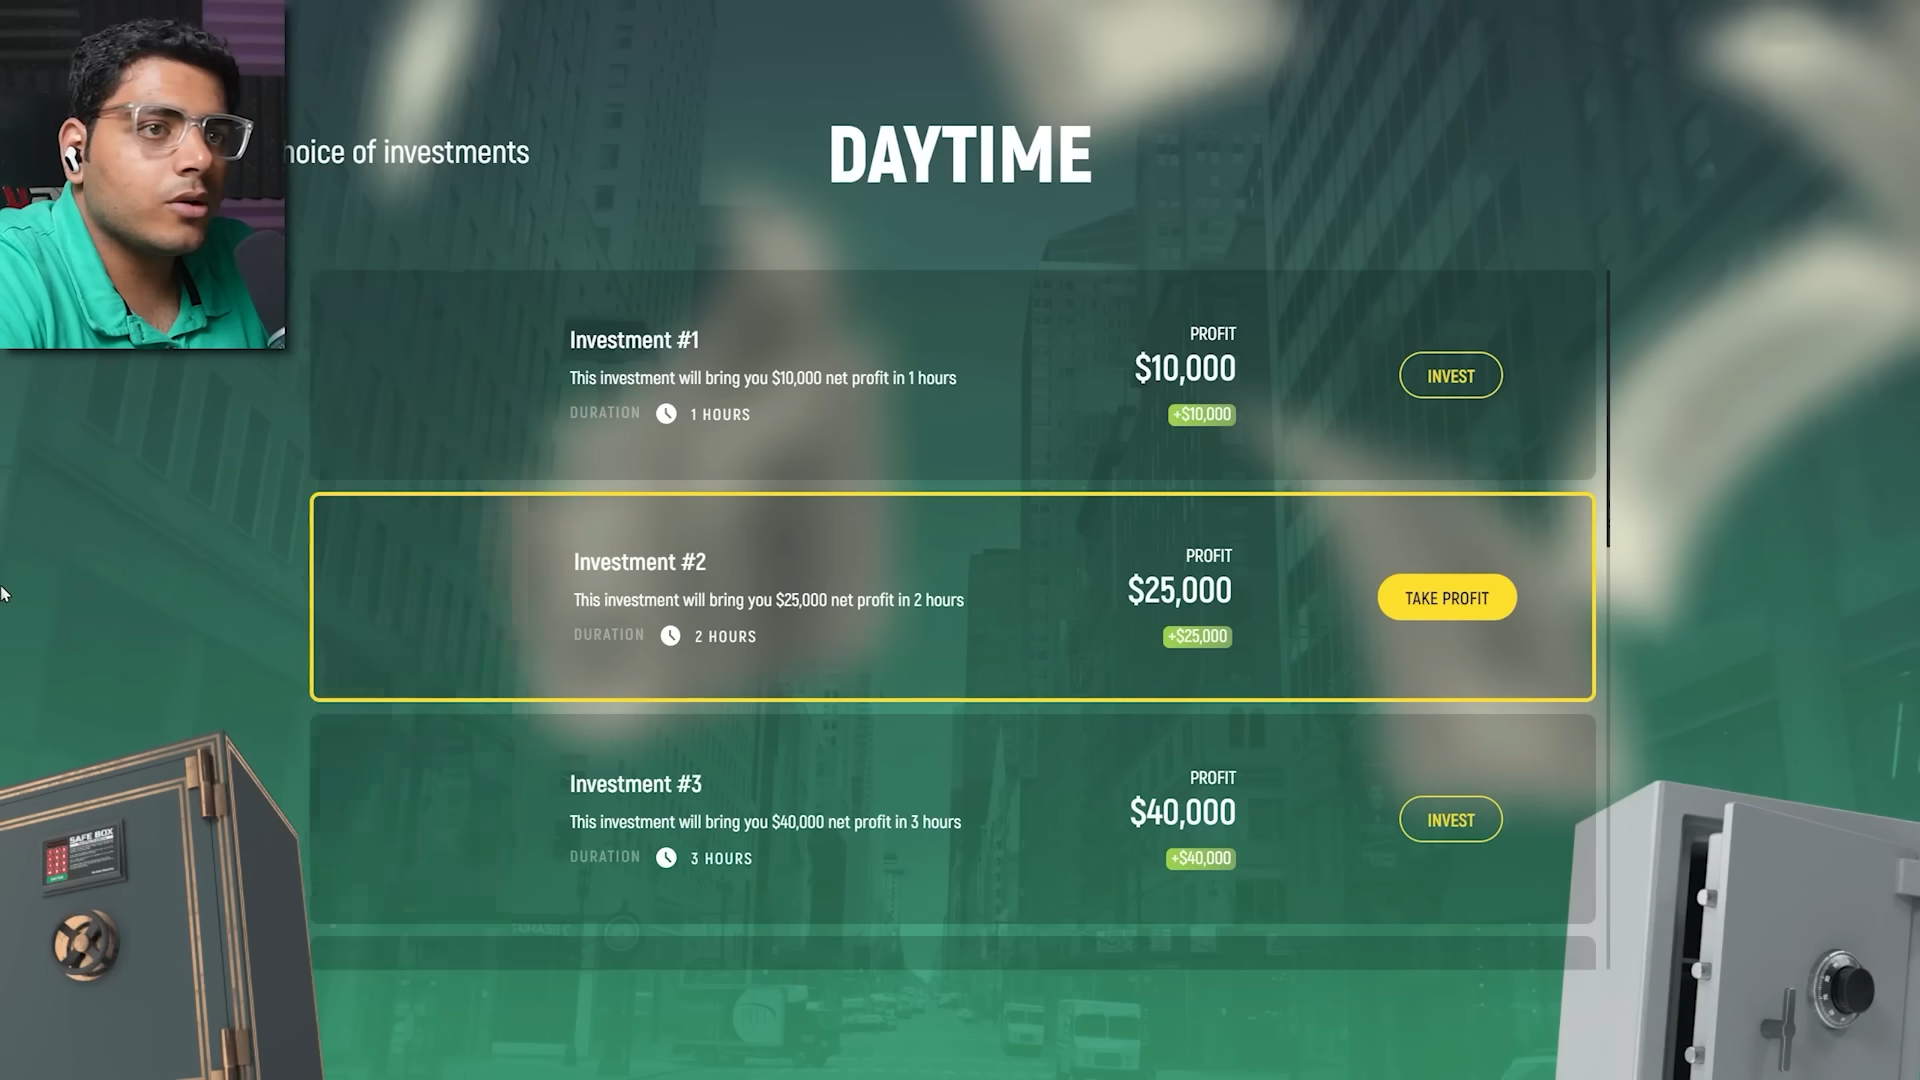 hoice of investments
DAYTIME
Investment #1
This investment will bring you $10,000 net profit in 1 hours
DURATION 1 HOURS
PROFIT
$10,000
+$10,000
INVEST
Investment #2
This investment will bring you $25,000 net profit in 2 hours
DURATION 2 HOURS
PROFIT
$25,000
+$25,000
TAKE PROFIT
Investment #3
This investment will bring you $40,000 net profit in 3 hours
DURATION 3 HOURS
PROFIT
$40,000
+$40,000
INVEST
SAFE BOX